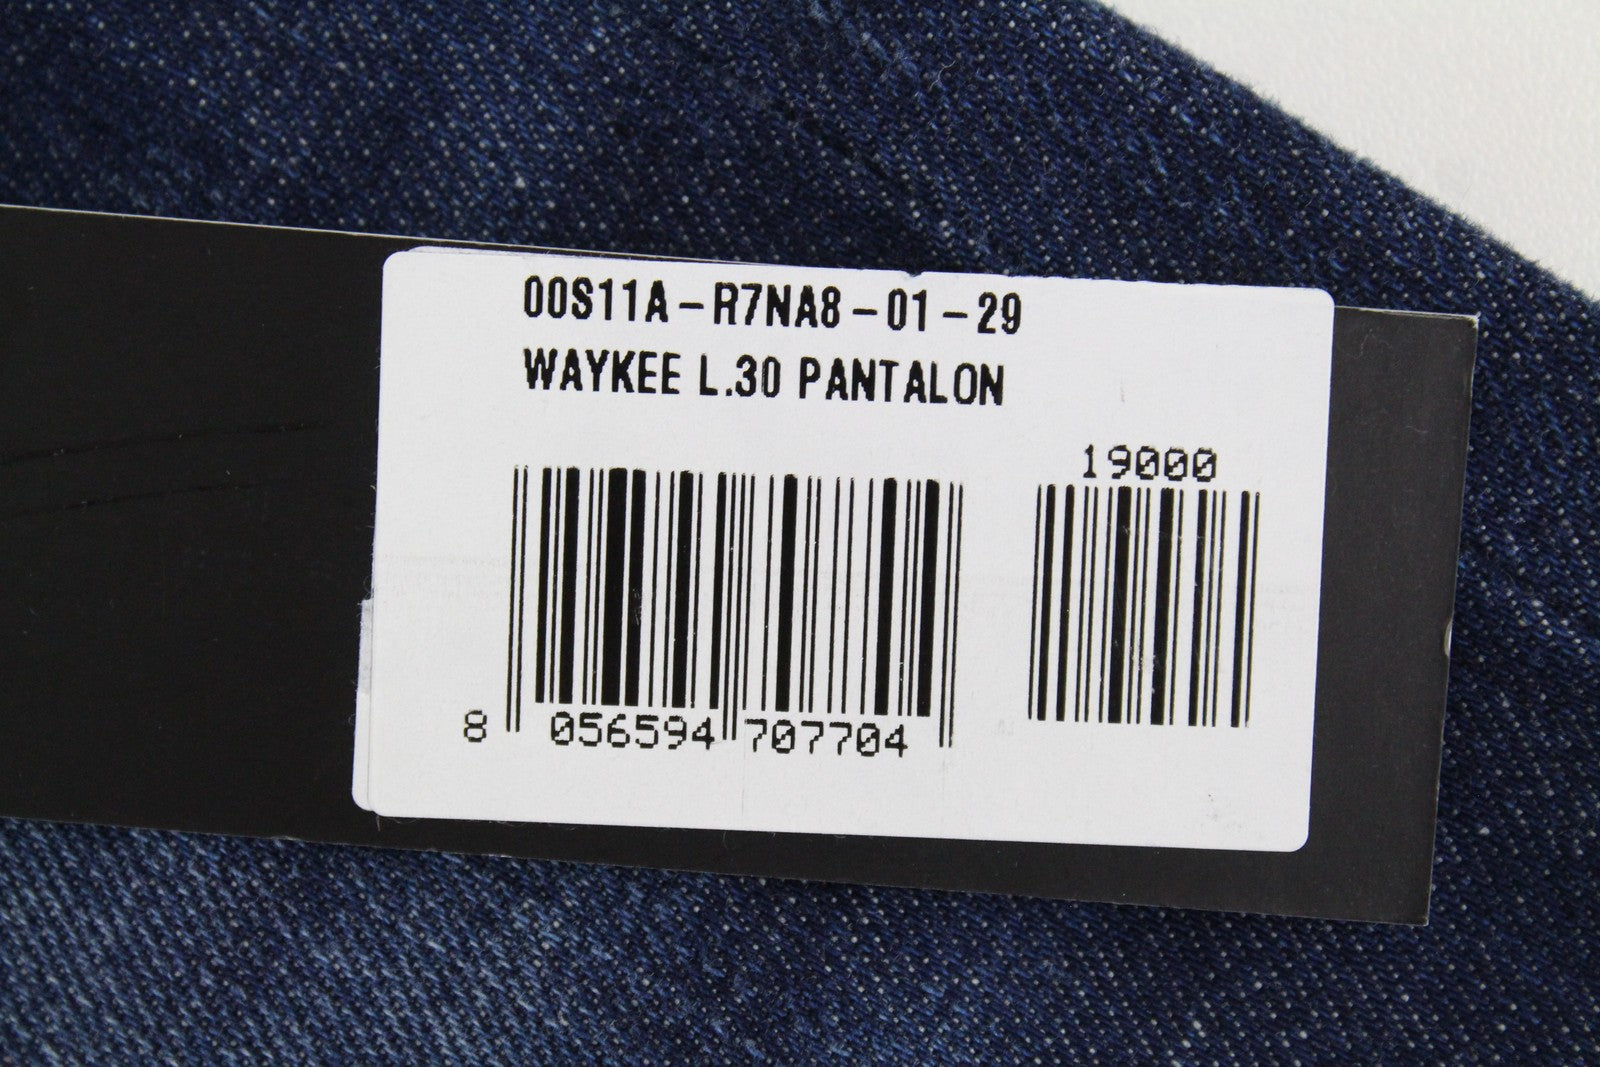 00S11A-R7NA8-01-29
WAYKEE L.30 PANTALON
19000
8 056594 707704